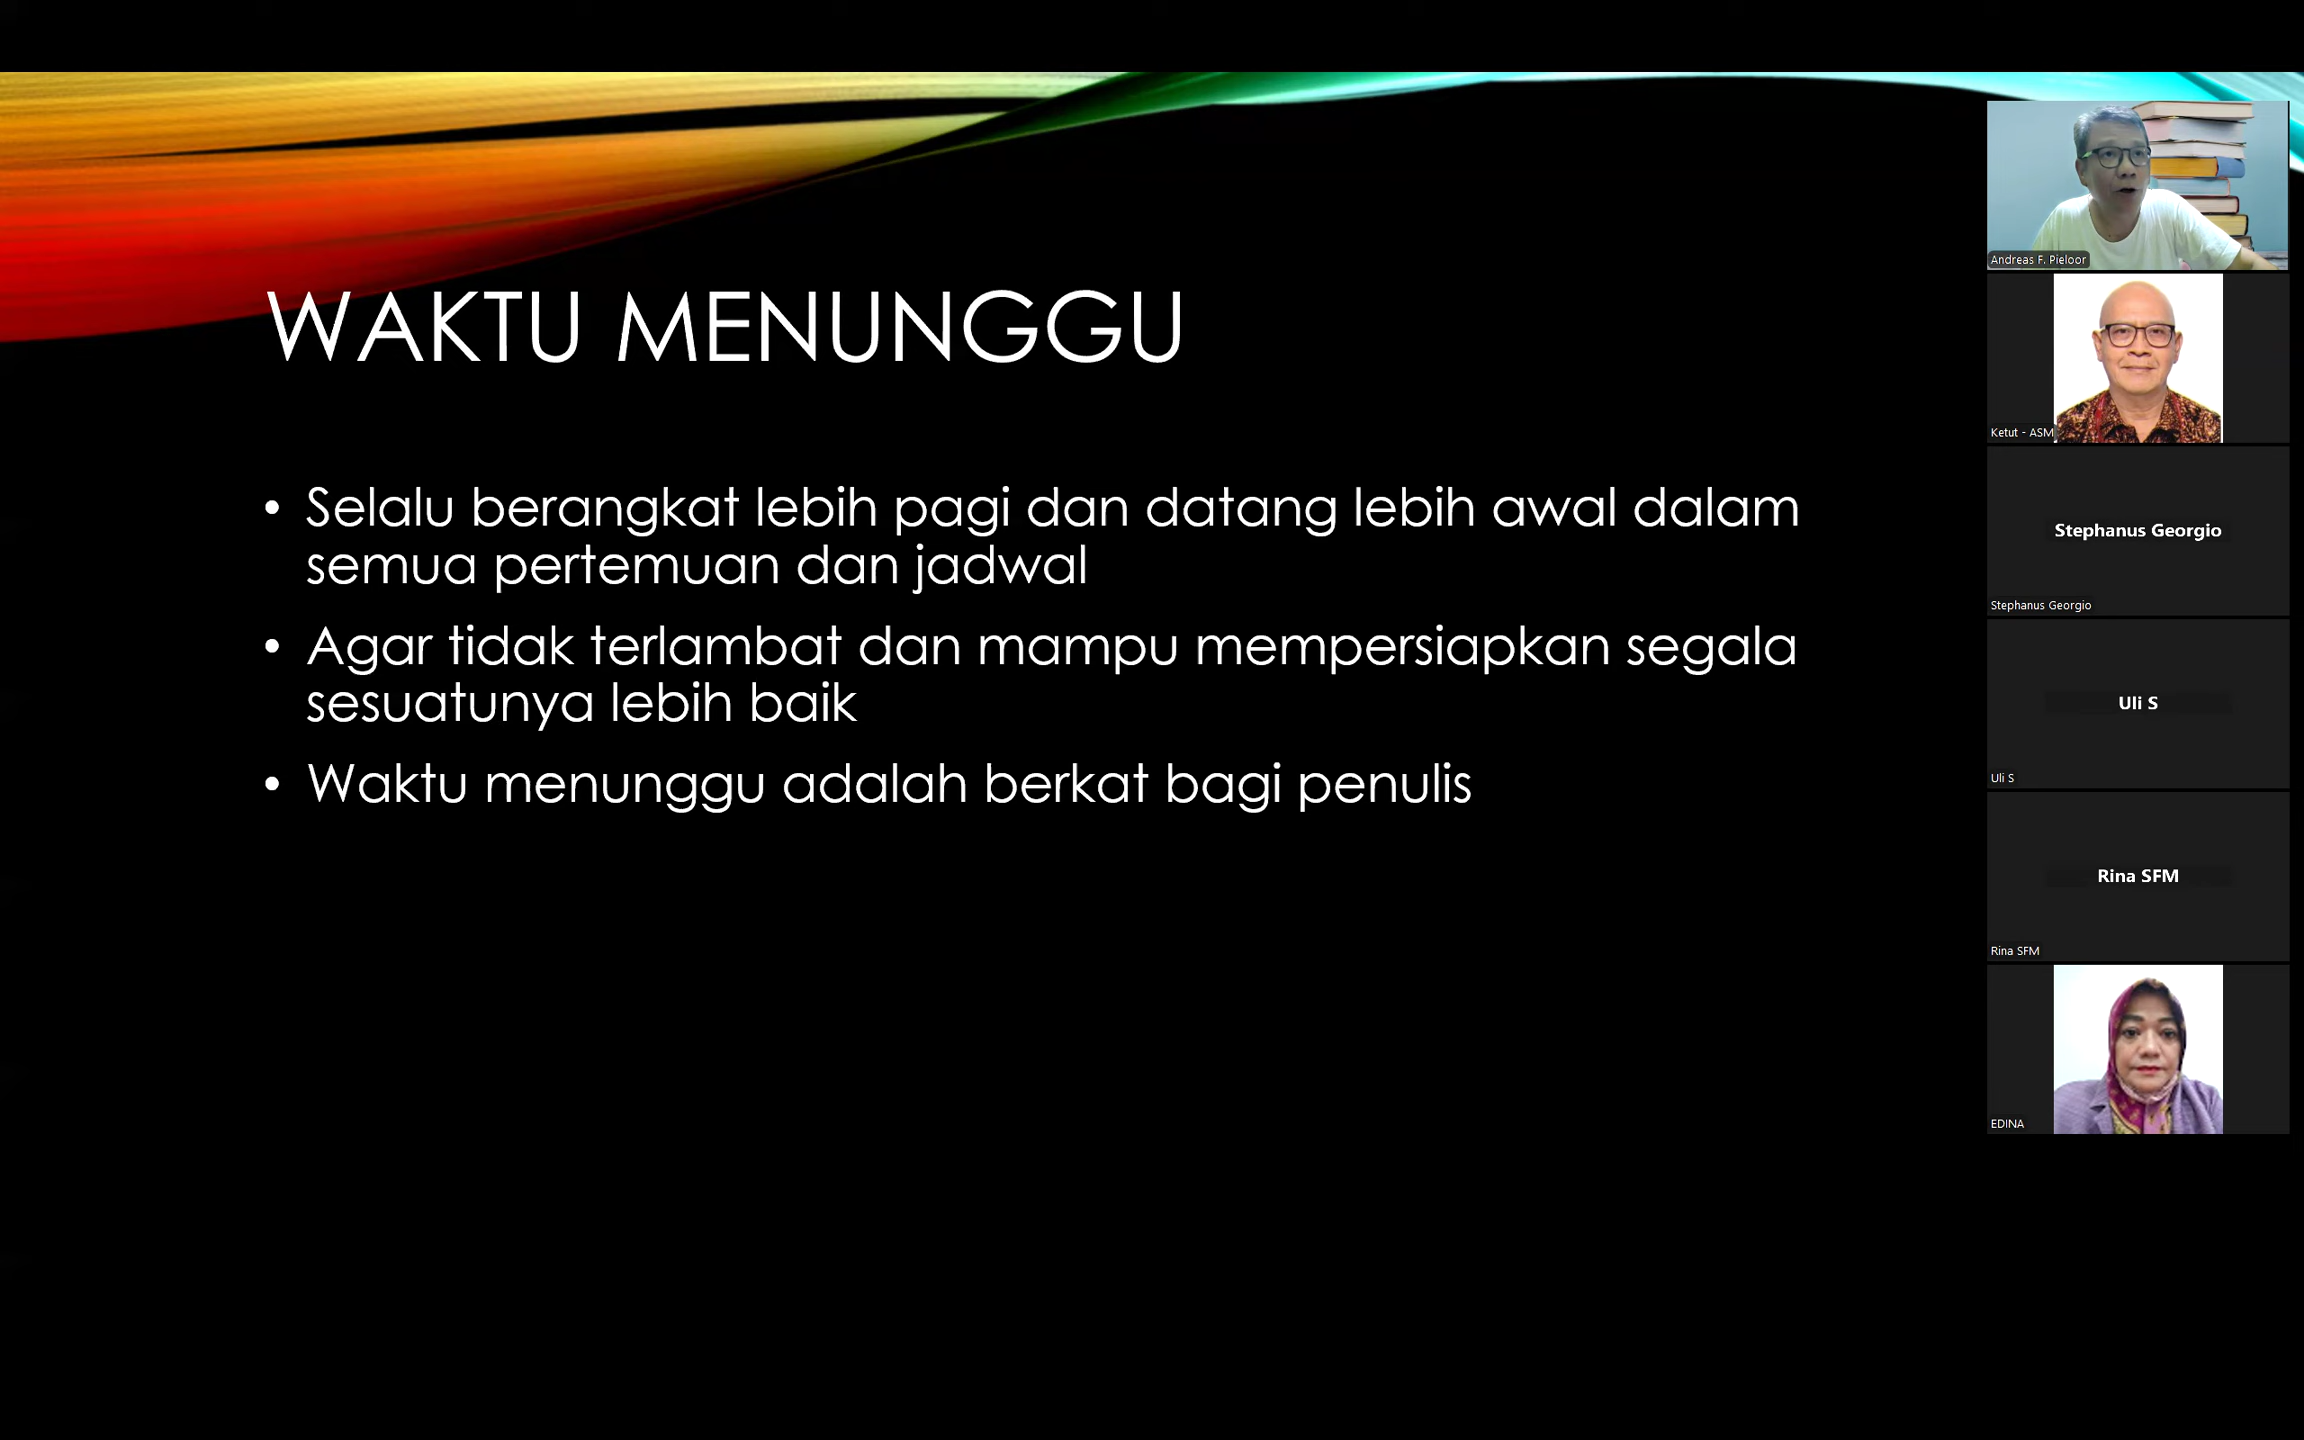 WAKTU MENUNGGU
• Selalu berangkat lebih pagi dan datang lebih awal dalam
semua pertemuan dan jadwal
• Agar tidak terlambat dan mampu mempersiapkan segala
sesuatunya lebih baik
• Waktu menunggu adalah berkat bagi penulis
Andreas F. Pieloor
Ketut - ASM
Stephanus Georgio
Stephanus Georgio
Uli S
Uli S
Rina SFM
Rina SFM
EDINA